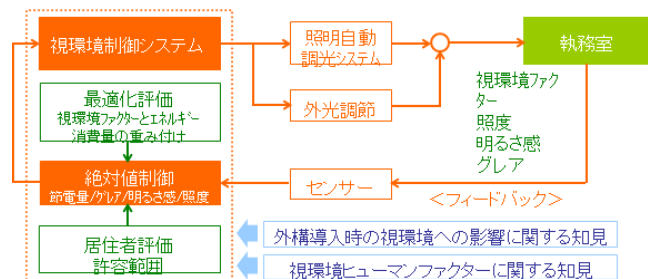 視環境制御システム
照明自動
調光システム
執務室
最適化評価
視環境ファクターとエネルギー
消費量の重み付け
外光調節
視環境ファク
ター
照度
明るさ感
グレア
絶対値制御
節電量/グレア/明るさ感/照度
センサー
＜フィードバック＞
居住者評価
許容範囲
外構導入時の視環境への影響に関する知見
視環境ヒューマンファクターに関する知見